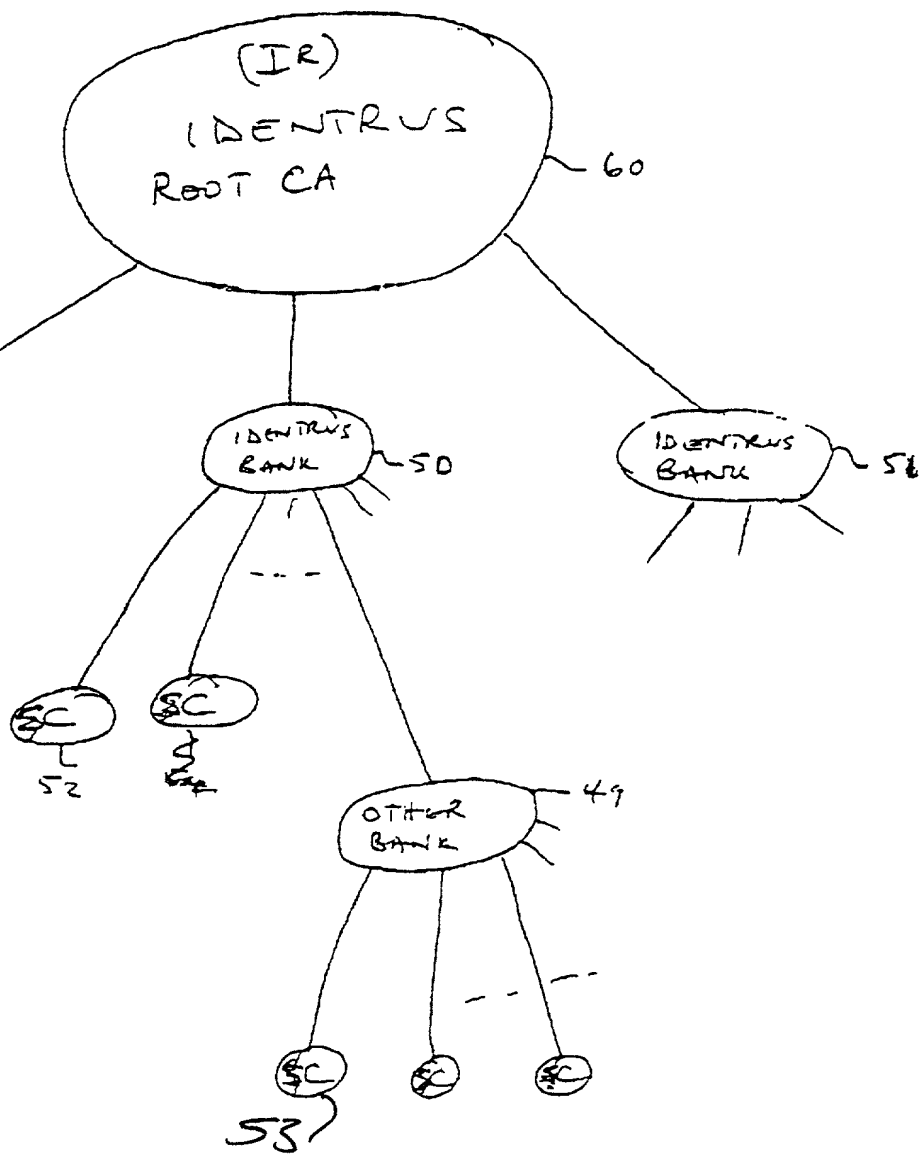 (IR)
IDENTRUS
ROOT CA
60
IDENTRUS
BANK
50
IDENTRUS
BANK
SC
SC
52
OTHER
BANK
49
SC
SC
SC
53